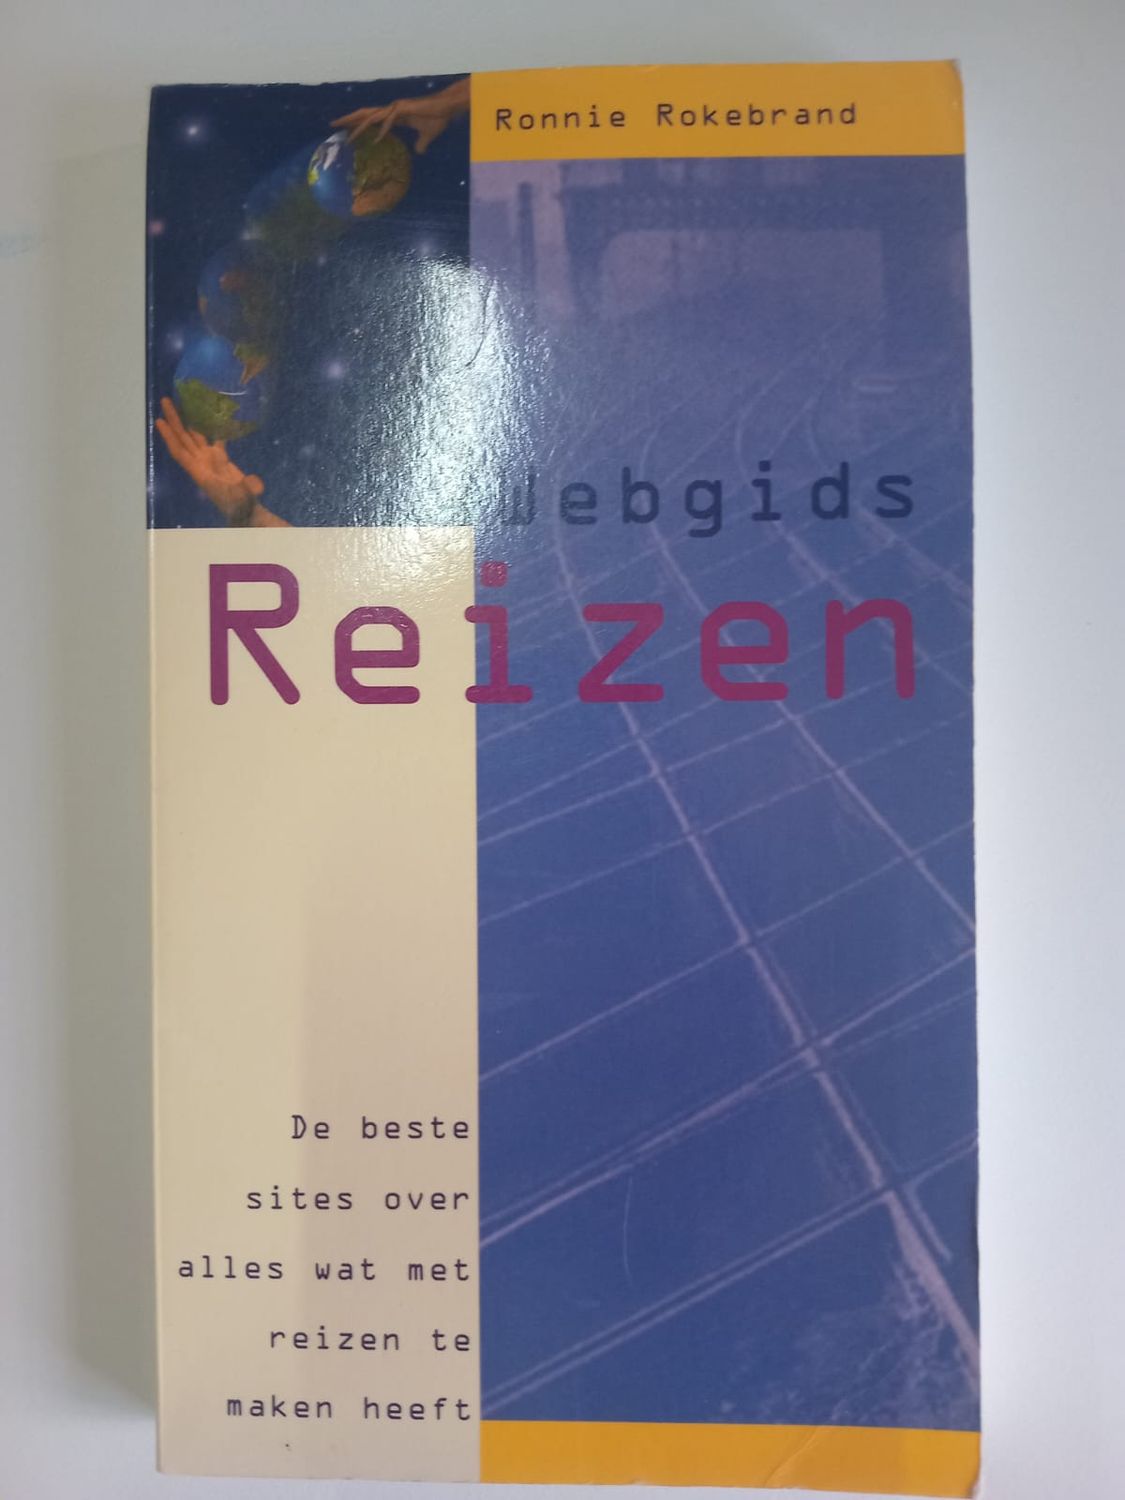 Ronnie Rokebrand
Webgids
Reizen
De beste
sites over
alles wat met
reizen te
maken heeft